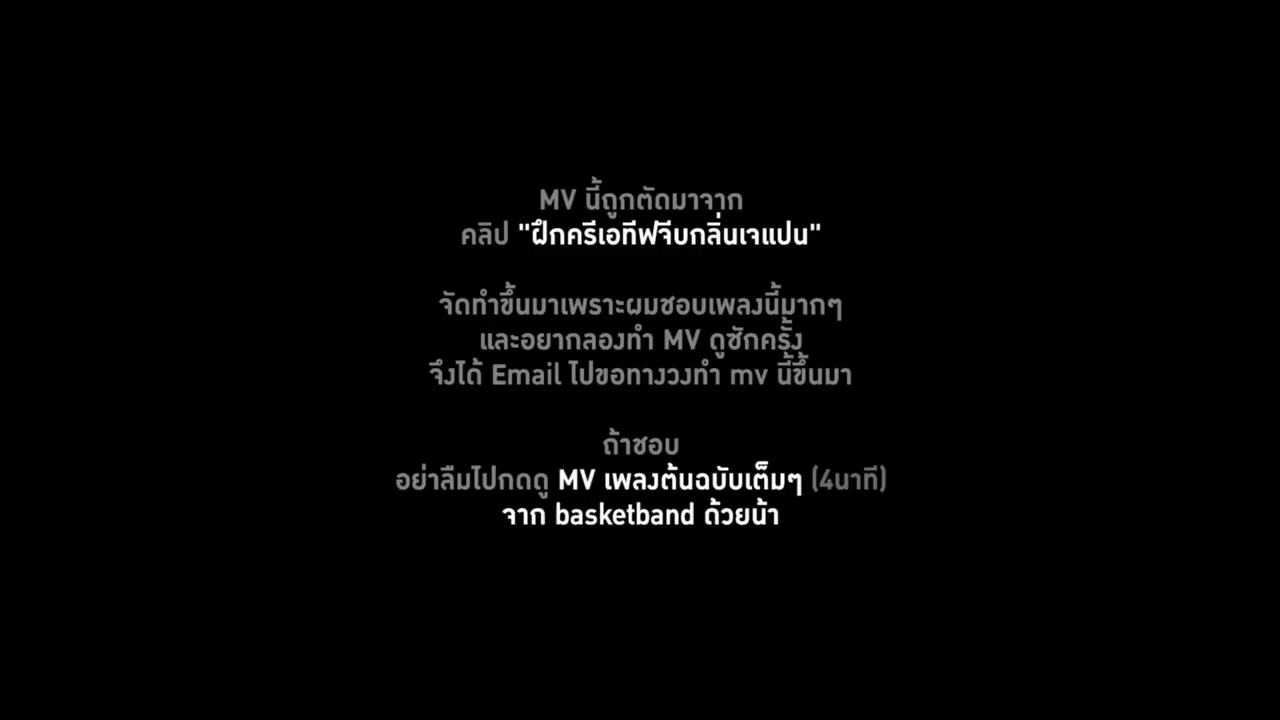 MV นี้ถูกตัดมาจาก
คลิป "ฝึกครีเอทีฟจีบกลิ่นเจแปน"
จัดทำขึ้นมาเพราะผมชอบเพลงนี้มากๆ
และอยากลองทำ MV ดูซักครั้ง
จึงได้ Email ไปขอทางวงทำ mv นี้ขึ้นมา
ถ้าชอบ
อย่าลืมไปกดดู MV เพลงต้นฉบับเต็มๆ (4นาที)
จาก basketband ด้วยน้า